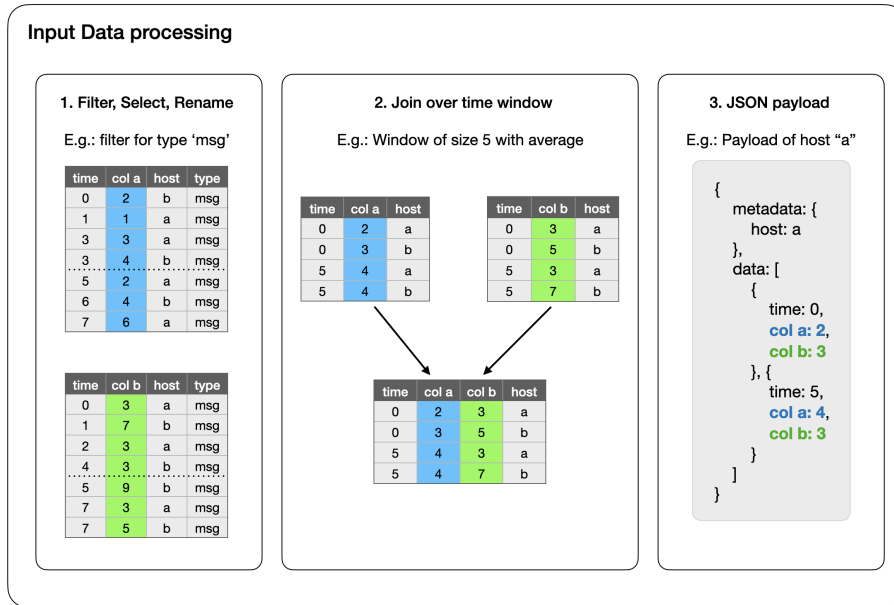 Input Data processing
1. Filter, Select, Rename
E.g.: filter for type ‘msg’
time col a host type
0 2 b msg
1 1 a msg
3 3 a msg
3 4 b msg
5 2 a msg
6 4 b msg
7 6 a msg
time col b host type
0 3 a msg
1 7 b msg
2 3 a msg
4 3 b msg
5 9 b msg
7 3 a msg
7 5 b msg
2. Join over time window
E.g.: Window of size 5 with average
time col a host
0 2 a
0 3 b
5 4 a
5 4 b
time col b host
0 3 a
0 5 b
5 3 a
5 7 b
time col a col b host
0 2 3 a
0 3 5 b
5 4 3 a
5 4 7 b
3. JSON payload
E.g.: Payload of host “a”
{
metadata: {
host: a
},
data: [
{
time: 0,
col a: 2,
col b: 3
}, {
time: 5,
col a: 4,
col b: 3
}
]
}